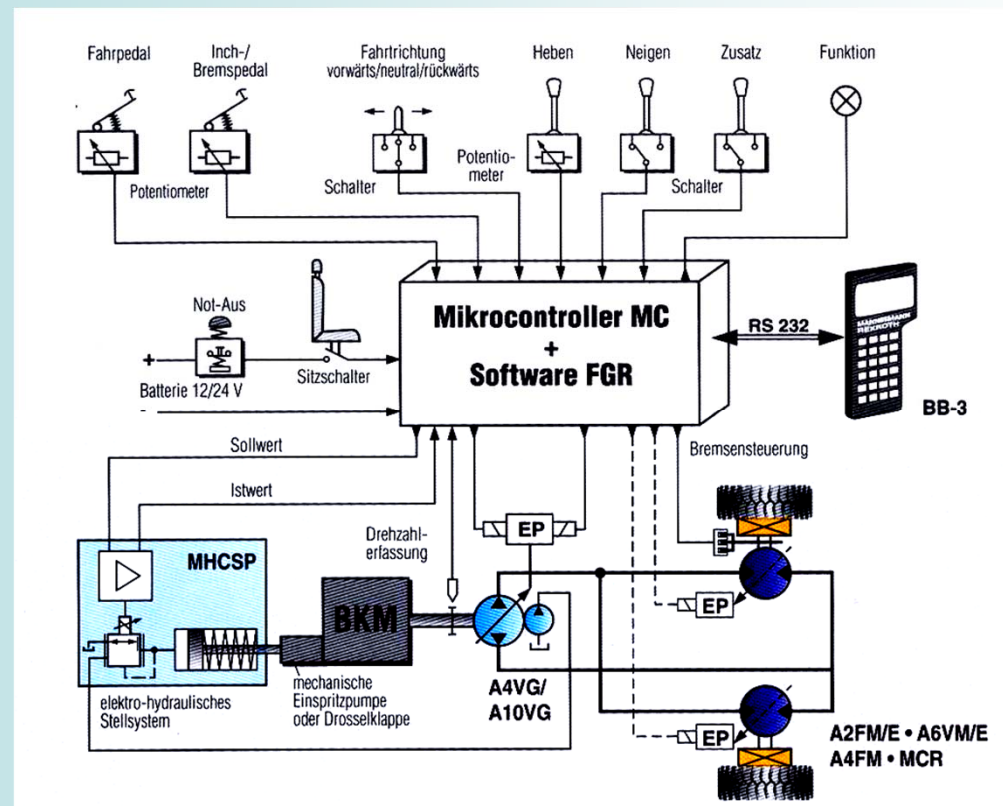 Fahrpedal
Inch-/
Bremspedal
Fahrtrichtung
vorwärts/neutral/rückwärts
Heben
Neigen
Zusatz
Funktion
Potentiometer
Schalter
Potentio-
meter
Schalter
Not-Aus
+
Batterie 12/24 V
-
Sitzschalter
Mikrocontroller MC
+
Software FGR
RS 232
MANNESMANN
REXROTH
BB-3
Sollwert
Istwert
Drehzahl-
erfassung
Bremsensteuerung
EP
MHCSP
BKM
EP
elektro-hydraulisches
Stellsystem
mechanische
Einspritzpumpe
oder Drosselklappe
A4VG/
A10VG
EP
A2FM/E • A6VM/E
A4FM • MCR